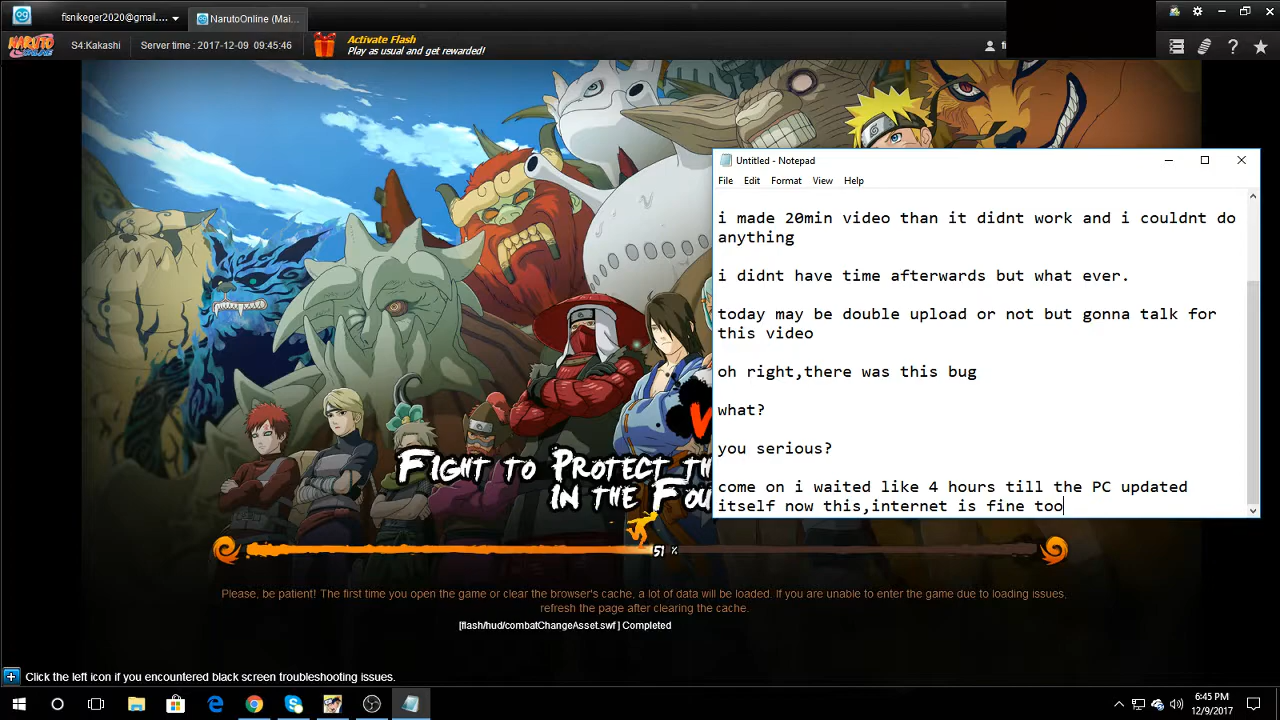 fisnikeger2020@gmail....
NarutoOnline (Mai...
NARUTO
ONLINE
S4:Kakashi
Server time : 2017-12-09 09:45:46
Activate Flash
Play as usual and get rewarded!
Untitled - Notepad
File Edit Format View Help
i made 20min video than it didnt work and i couldnt do
anything
i didnt have time afterwards but what ever.
today may be double upload or not but gonna talk for
this video
oh right,there was this bug
what?
you serious?
come on i waited like 4 hours till the PC updated
itself now this,internet is fine too
FIGHT TO PROTECT TH
IN THE FOU
51 %
Please, be patient! The first time you open the game or clear the browser's cache, a lot of data will be loaded. If you are unable to enter the game due to loading issues,
refresh the page after clearing the cache.
[flash/hud/combatChangeAsset.swf ] Completed
Click the left icon if you encountered black screen troubleshooting issues.
6:45 PM
12/9/2017